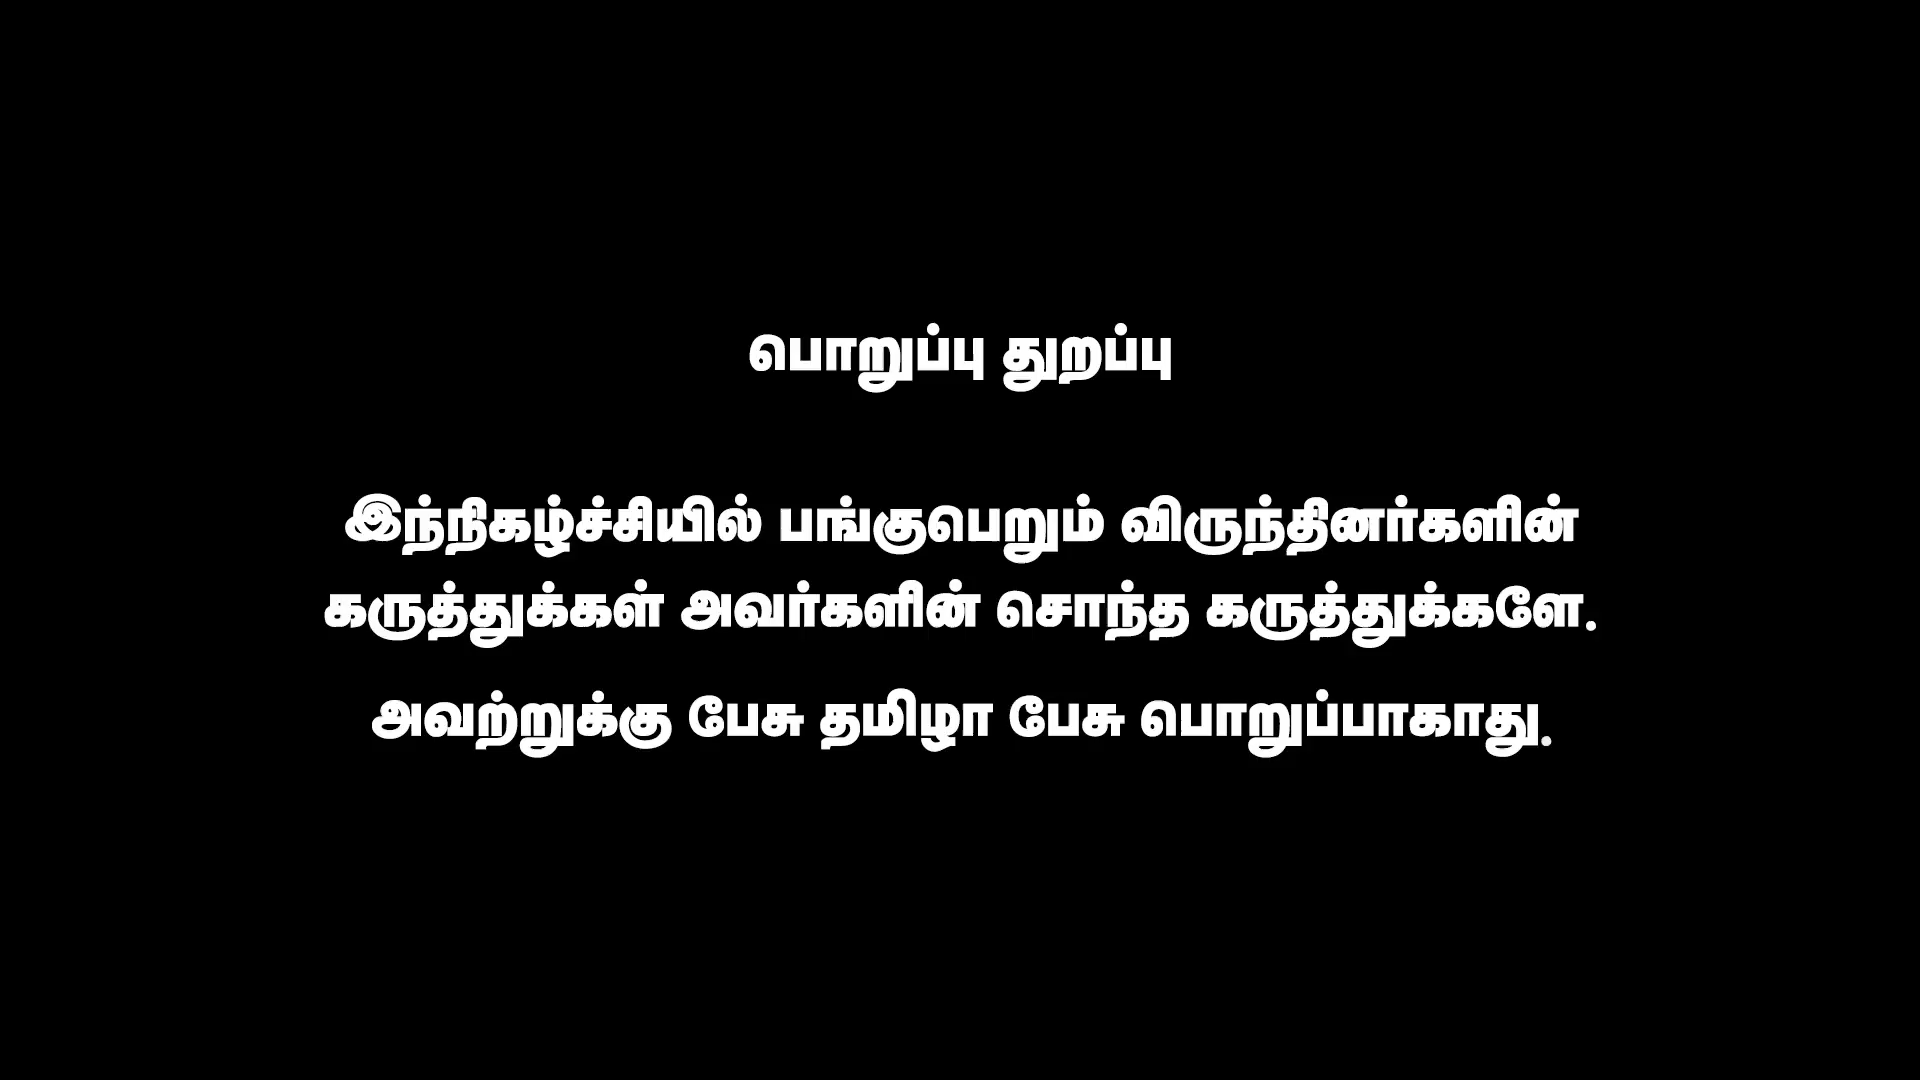 பொறுப்பு துறப்பு
இந்நிகழ்ச்சியில் பங்குபெறும் விருந்தினர்களின்
கருத்துக்கள் அவர்களின் சொந்த கருத்துக்களே.
அவற்றுக்கு பேசு தமிழா பேசு பொறுப்பாகாது.